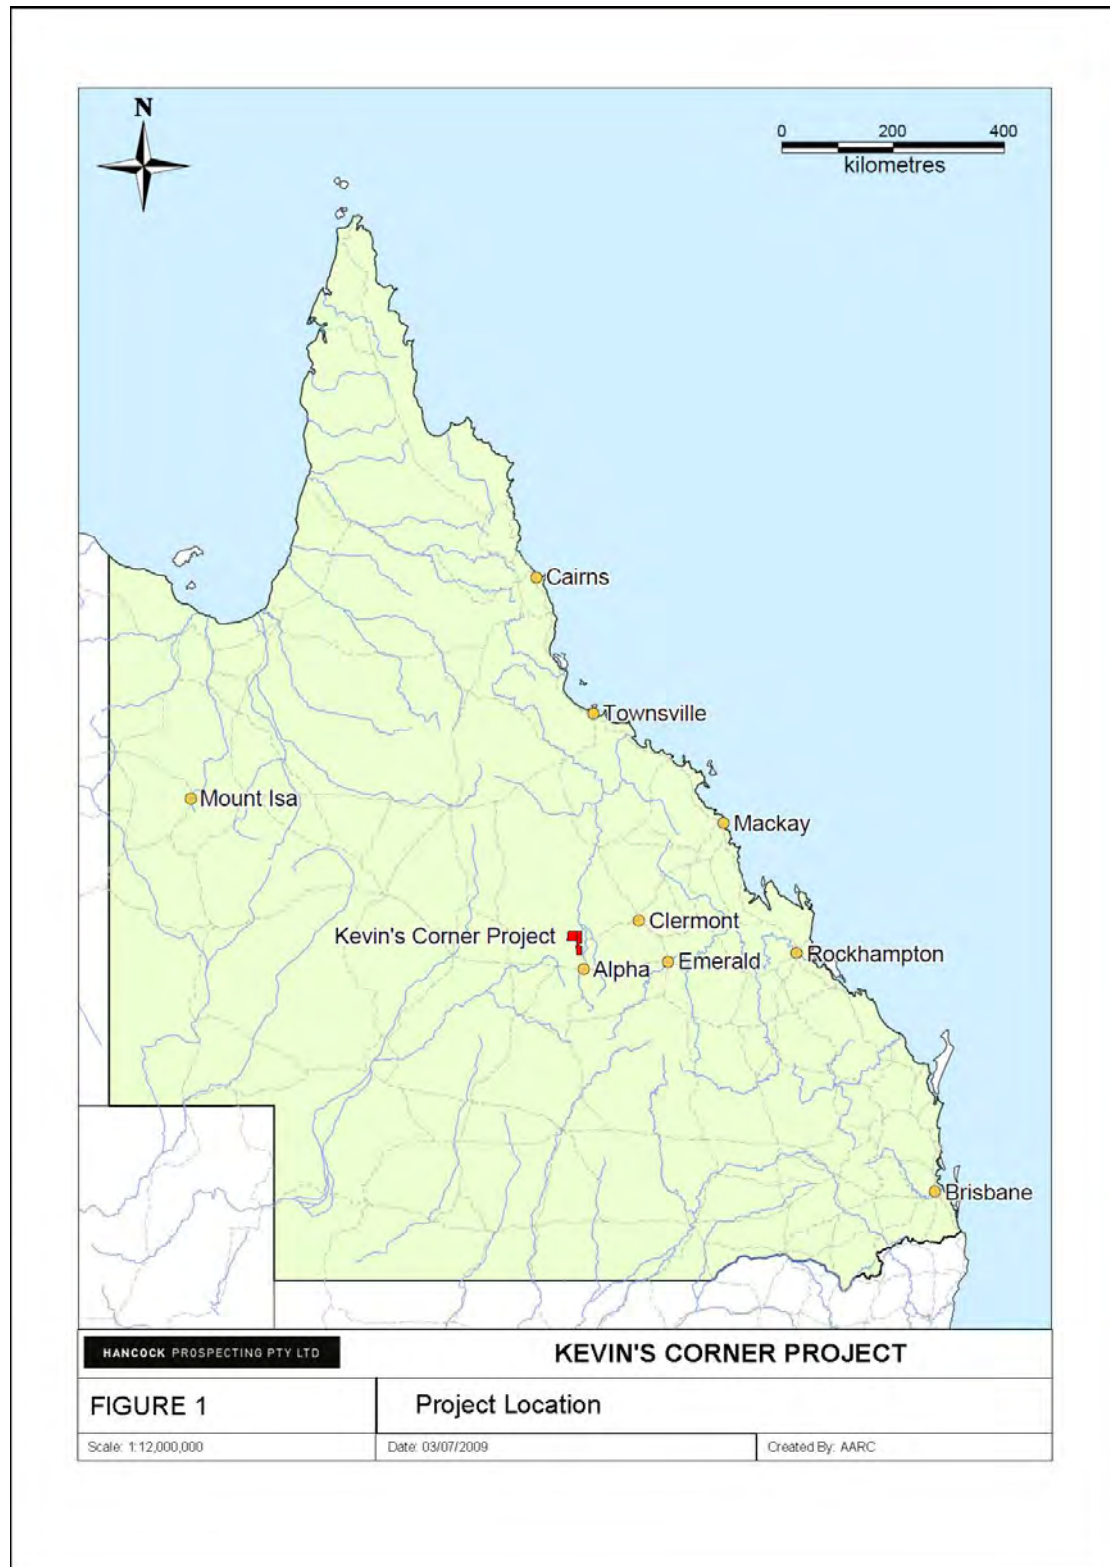 N
0 200 400
kilometres
Cairns
Townsville
Mount Isa
Mackay
Clermont
Kevin's Corner Project
Emerald
Rockhampton
Alpha
Brisbane
HANCOCK PROSPECTING PTY LTD
KEVIN'S CORNER PROJECT
FIGURE 1
Project Location
Scale: 1:12,000,000
Date: 03/07/2009
Created By: AARC